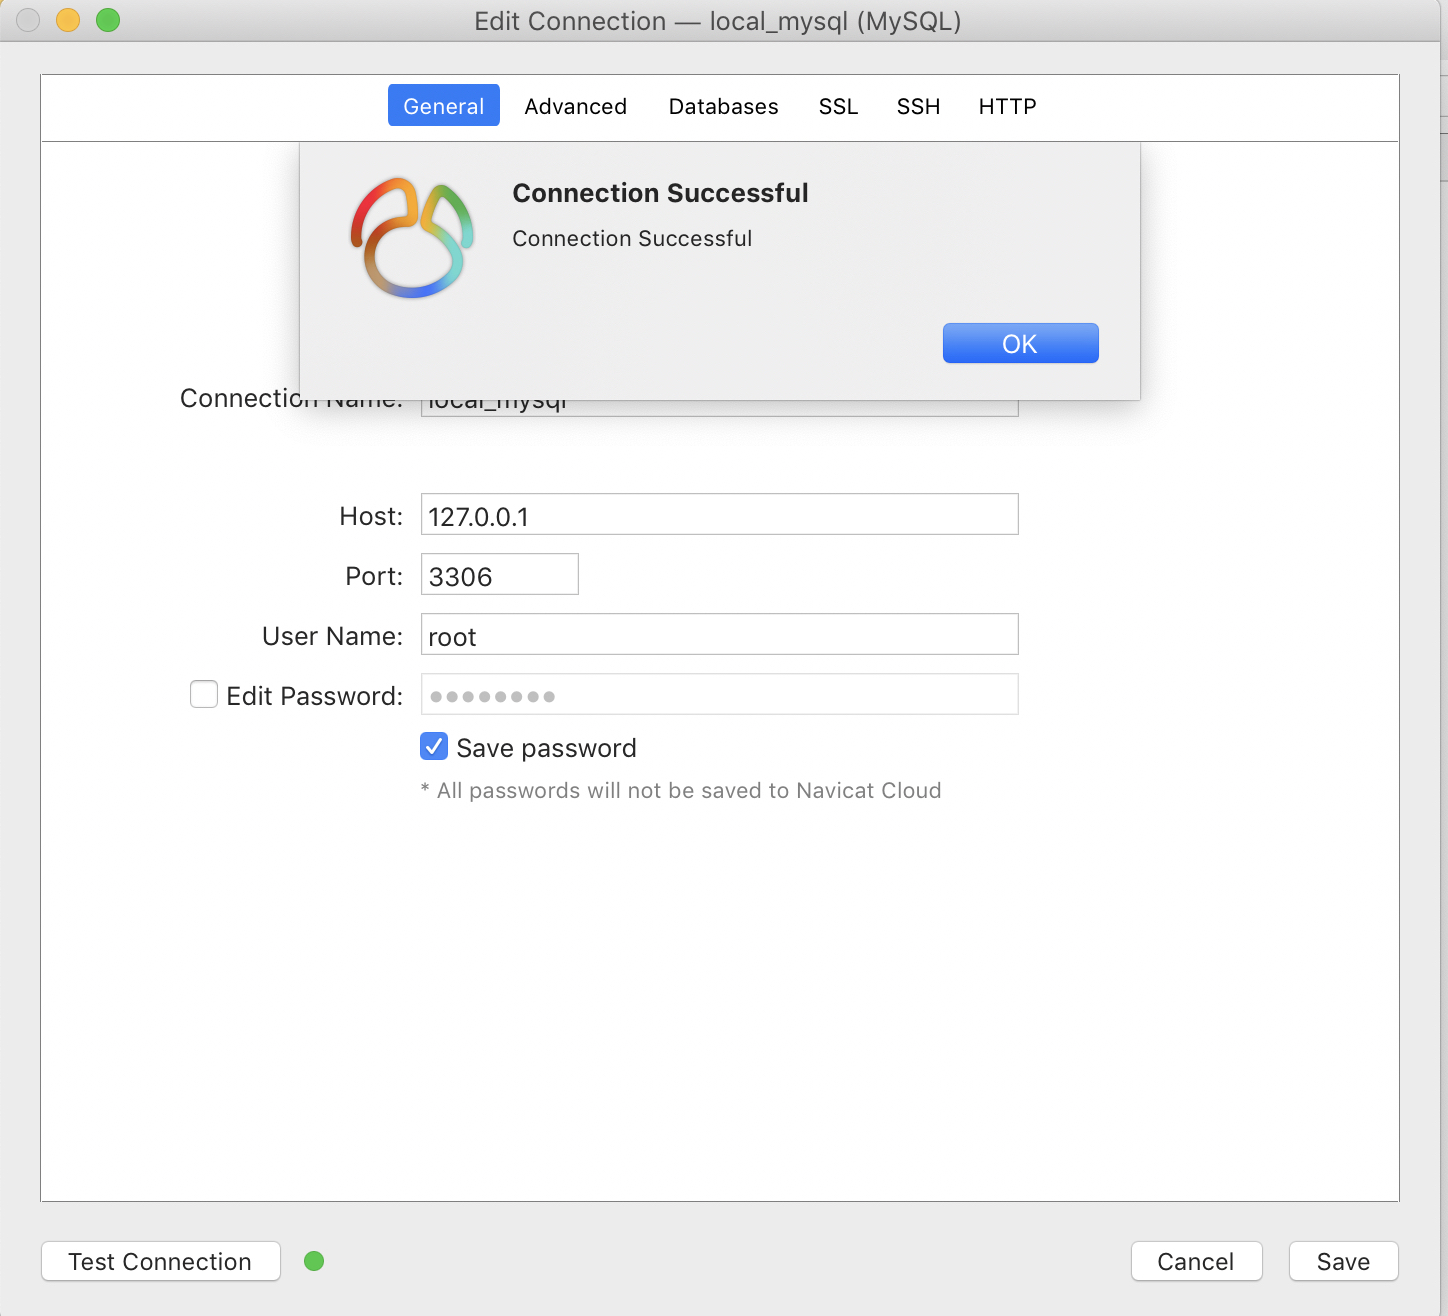 Edit Connection — local_mysql (MySQL)
General Advanced Databases SSL SSH HTTP
Connection Successful
Connection Successful
OK
Connection Name: local_mysql
Host: 127.0.0.1
Port: 3306
User Name: root
Edit Password: ••••••••
Save password
* All passwords will not be saved to Navicat Cloud
Test Connection Cancel Save